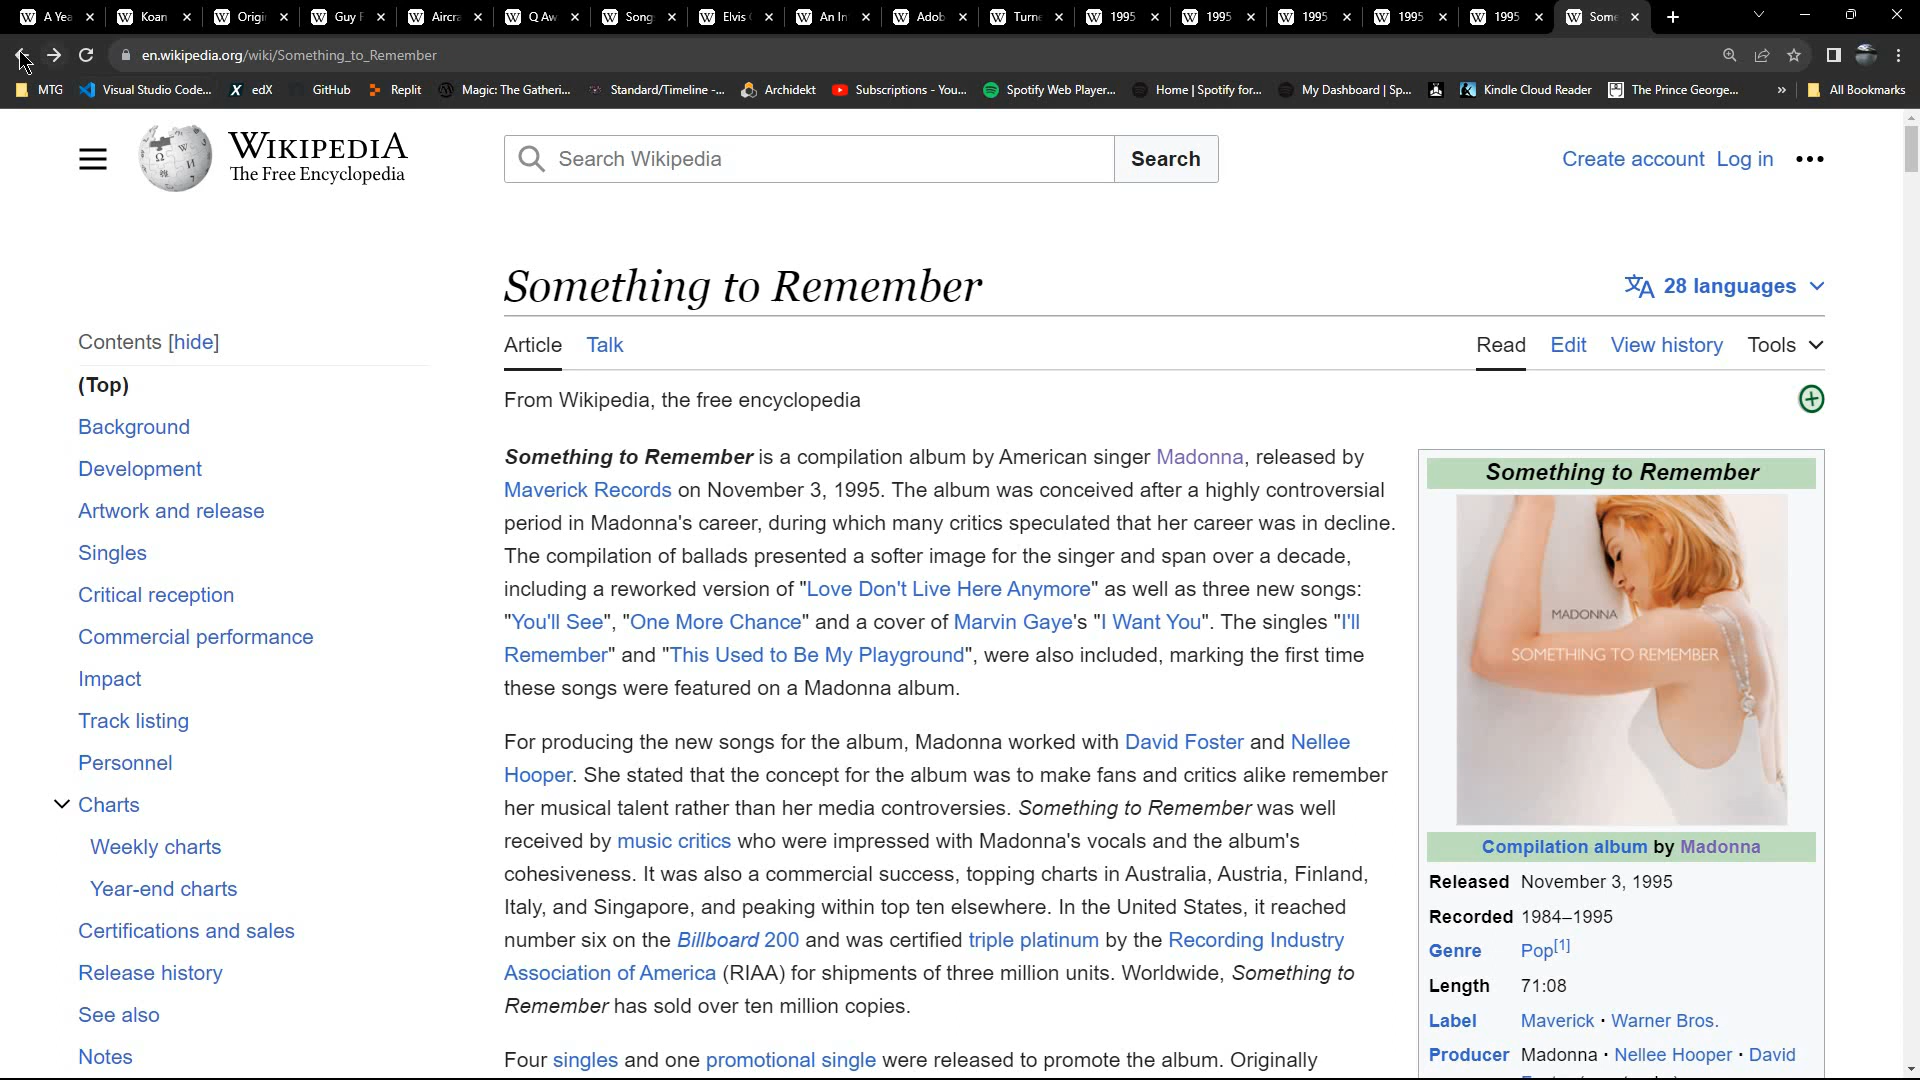 A Yea
Koan
Origi
Guy F
Aircra
Q Aw
Song
Elvis
An In
Adob
Turne
1995
1995
1995
1995
1995
Some
en.wikipedia.org/wiki/Something_to_Remember
MTG
Visual Studio Code...
edX
GitHub
Replit
Magic: The Gatheri...
Standard/Timeline -...
Archidekt
Subscriptions - You...
Spotify Web Player...
Home | Spotify for...
My Dashboard | Sp...
Kindle Cloud Reader
The Prince George...
»
All Bookmarks
WIKIPEDIA
The Free Encyclopedia
Search Wikipedia
Search
Create account Log in
Something to Remember
28 languages
Contents [hide]
(Top)
Background
Development
Artwork and release
Singles
Critical reception
Commercial performance
Impact
Track listing
Personnel
Charts
Weekly charts
Year-end charts
Certifications and sales
Release history
See also
Notes
Article Talk
Read Edit View history Tools
From Wikipedia, the free encyclopedia
Something to Remember is a compilation album by American singer Madonna, released by
Maverick Records on November 3, 1995. The album was conceived after a highly controversial
period in Madonna's career, during which many critics speculated that her career was in decline.
The compilation of ballads presented a softer image for the singer and span over a decade,
including a reworked version of "Love Don't Live Here Anymore" as well as three new songs:
"You'll See", "One More Chance" and a cover of Marvin Gaye's "I Want You". The singles "I'll
Remember" and "This Used to Be My Playground", were also included, marking the first time
these songs were featured on a Madonna album.
For producing the new songs for the album, Madonna worked with David Foster and Nellee
Hooper. She stated that the concept for the album was to make fans and critics alike remember
her musical talent rather than her media controversies. Something to Remember was well
received by music critics who were impressed with Madonna's vocals and the album's
cohesiveness. It was also a commercial success, topping charts in Australia, Austria, Finland,
Italy, and Singapore, and peaking within top ten elsewhere. In the United States, it reached
number six on the Billboard 200 and was certified triple platinum by the Recording Industry
Association of America (RIAA) for shipments of three million units. Worldwide, Something to
Remember has sold over ten million copies.
Four singles and one promotional single were released to promote the album. Originally
Something to Remember
MADONNA
SOMETHING TO REMEMBER
Compilation album by Madonna
Released November 3, 1995
Recorded 1984–1995
Genre Pop[1]
Length 71:08
Label Maverick · Warner Bros.
Producer Madonna · Nellee Hooper · David